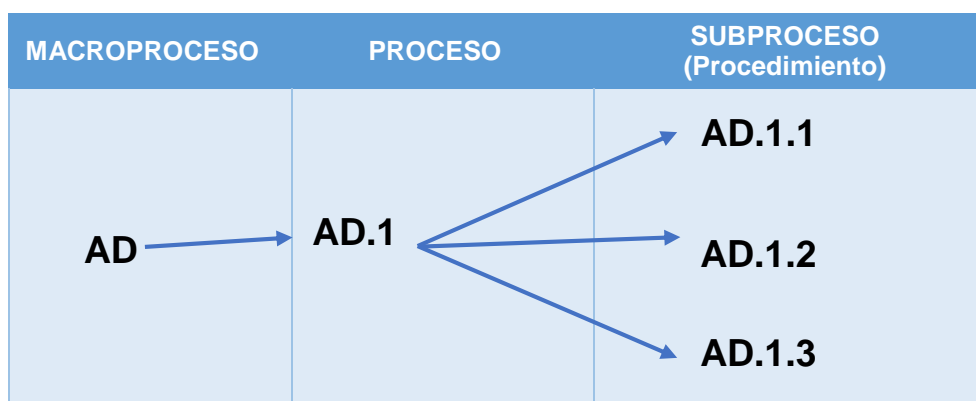 MACROPROCESO
PROCESO
SUBPROCESO
(Procedimiento)
AD
AD.1
AD.1.1
AD.1.2
AD.1.3